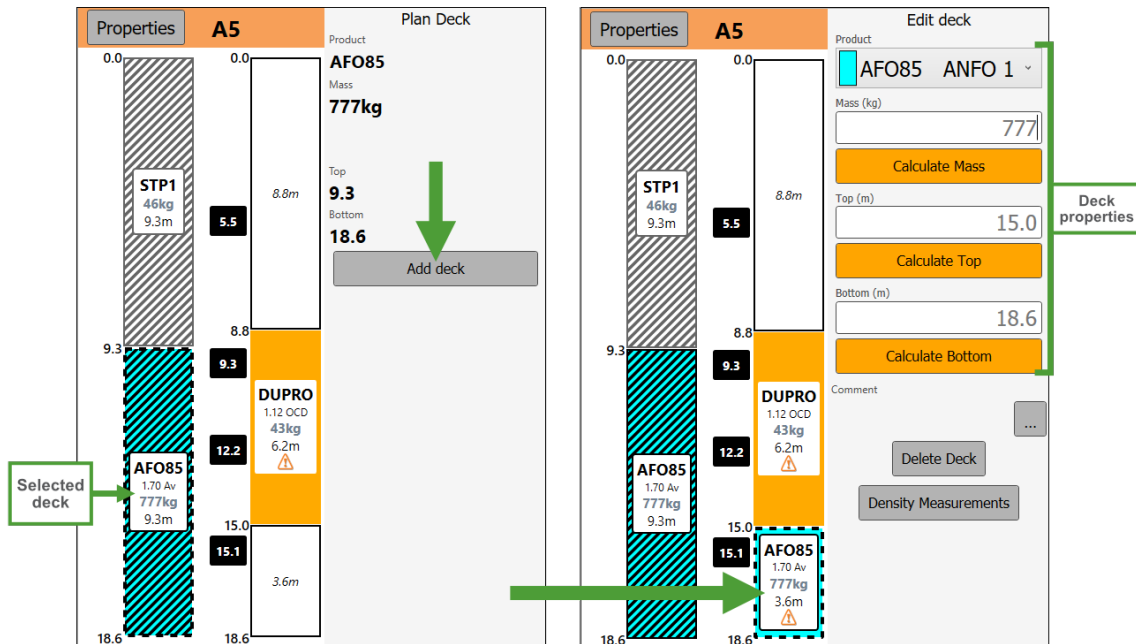 Properties
A5
Plan Deck
Product
AFO85
Mass
777kg
Top
9.3
Bottom
18.6
Add deck
0.0
0.0
STP1
46kg
9.3m
5.5
8.8m
8.8
9.3
9.3
DUPRO
1.12 OCD
43kg
6.2m
12.2
AFO85
1.70 Av
777kg
9.3m
15.0
15.1
3.6m
18.6
18.6
Selected
deck
Properties
A5
Edit deck
Product
AFO85 ANFO 1
Mass (kg)
777
Calculate Mass
Top (m)
15.0
Calculate Top
Bottom (m)
18.6
Calculate Bottom
Comment
...
Delete Deck
Density Measurements
0.0
0.0
STP1
46kg
9.3m
5.5
8.8m
8.8
9.3
9.3
DUPRO
1.12 OCD
43kg
6.2m
12.2
AFO85
1.70 Av
777kg
9.3m
15.0
15.1
AFO85
1.70 Av
777kg
3.6m
18.6
18.6
Deck
properties